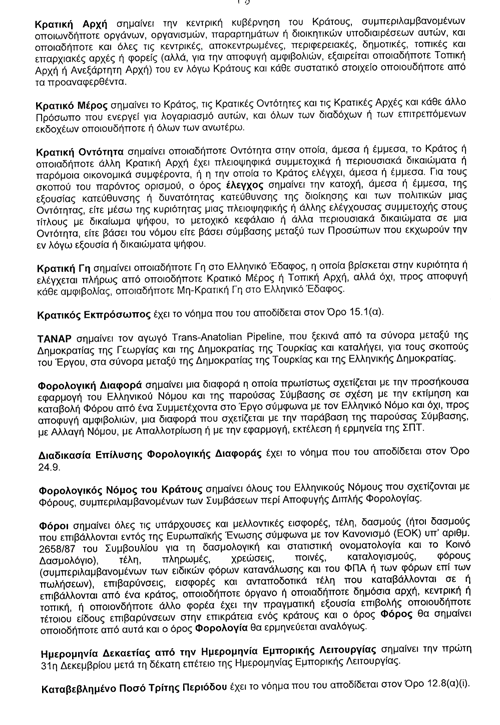 Κρατική Αρχή σημαίνει την κεντρική κυβέρνηση του Κράτους, συμπεριλαμβανομένων
οποιωνδήποτε οργάνων, οργανισμών, παραρτημάτων ή διοικητικών υποδιαιρέσεων αυτών, και
οποιαδήποτε και όλες τις κεντρικές, αποκεντρωμένες, περιφερειακές, δημοτικές, τοπικές και
επαρχιακές αρχές ή φορείς (αλλά, για την αποφυγή αμφιβολιών, εξαιρείται οποιαδήποτε Τοπική
Αρχή ή Ανεξάρτητη Αρχή) του εν λόγω Κράτους και κάθε συστατικό στοιχείο οποιουδήποτε από
τα προαναφερθέντα.
Κρατικό Μέρος σημαίνει το Κράτος, τις Κρατικές Οντότητες και τις Κρατικές Αρχές και κάθε άλλο
Πρόσωπο που ενεργεί για λογαριασμό αυτών, και όλων των διαδόχων ή των επιτρεπόμενων
εκδοχέων οποιουδήποτε ή όλων των ανωτέρω.
Κρατική Οντότητα σημαίνει οποιαδήποτε Οντότητα στην οποία, άμεσα ή έμμεσα, το Κράτος ή
οποιαδήποτε άλλη Κρατική Αρχή έχει πλειοψηφικά συμμετοχικά ή περιουσιακά δικαιώματα ή
παρόμοια οικονομικά συμφέροντα, ή η την οποία το Κράτος ελέγχει, άμεσα ή έμμεσα. Για τους
σκοπού του παρόντος ορισμού, ο όρος έλεγχος σημαίνει την κατοχή, άμεσα ή έμμεσα, της
εξουσίας κατεύθυνσης ή δυνατότητας κατεύθυνσης της διοίκησης και των πολιτικών μιας
Οντότητας, είτε μέσω της κυριότητας μιας πλειοψηφικής ή άλλης ελέγχουσας συμμετοχής στους
τίτλους με δικαίωμα ψήφου, το μετοχικό κεφάλαιο ή άλλα περιουσιακά δικαιώματα σε μια
Οντότητα, είτε βάσει του νόμου είτε βάσει σύμβασης μεταξύ των Προσώπων που εκχωρούν την
εν λόγω εξουσία ή δικαιώματα ψήφου.
Κρατική Γη σημαίνει οποιαδήποτε Γη στο Ελληνικό Έδαφος, η οποία βρίσκεται στην κυριότητα ή
ελέγχεται πλήρως από οποιοδήποτε Κρατικό Μέρος ή Τοπική Αρχή, αλλά όχι, προς αποφυγή
κάθε αμφιβολίας, οποιαδήποτε Μη-Κρατική Γη στο Ελληνικό Έδαφος.
Κρατικός Εκπρόσωπος έχει το νόημα που του αποδίδεται στον Όρο 15.1(α).
TANAP σημαίνει τον αγωγό Trans-Anatolian Pipeline, που ξεκινά από τα σύνορα μεταξύ της
Δημοκρατίας της Γεωργίας και της Δημοκρατίας της Τουρκίας και καταλήγει, για τους σκοπούς
του Έργου, στα σύνορα μεταξύ της Δημοκρατίας της Τουρκίας και της Ελληνικής Δημοκρατίας.
Φορολογική Διαφορά σημαίνει μια διαφορά η οποία πρωτίστως σχετίζεται με την προσήκουσα
εφαρμογή του Ελληνικού Νόμου και της παρούσας Σύμβασης σε σχέση με την εκτίμηση και
καταβολή Φόρου από ένα Συμμετέχοντα στο Έργο σύμφωνα με τον Ελληνικό Νόμο και όχι, προς
αποφυγή αμφιβολιών, μια διαφορά που σχετίζεται με την παράβαση της παρούσας Σύμβασης,
με Αλλαγή Νόμου, με Απαλλοτρίωση ή με την εφαρμογή, εκτέλεση ή ερμηνεία της ΣΠΤ.
Διαδικασία Επίλυσης Φορολογικής Διαφοράς έχει το νόημα που του αποδίδεται στον Όρο
24.9.
Φορολογικός Νόμος του Κράτους σημαίνει όλους του Ελληνικούς Νόμους που σχετίζονται με
Φόρους, συμπεριλαμβανομένων των Συμβάσεων περί Αποφυγής Διπλής Φορολογίας.
Φόροι σημαίνει όλες τις υπάρχουσες και μελλοντικές εισφορές, τέλη, δασμούς (ήτοι δασμούς
που επιβάλλονται εντός της Ευρωπαϊκής Ένωσης σύμφωνα με τον Κανονισμό (ΕΟΚ) υπ' αριθμ.
2658/87 του Συμβουλίου για τη δασμολογική και στατιστική ονοματολογία και το Κοινό
Δασμολόγιο), τέλη, πληρωμές, χρεώσεις, ποινές, καταλογισμούς, φόρους
(συμπεριλαμβανομένων των ειδικών φόρων κατανάλωσης και του ΦΠΑ ή των φόρων επί των
πωλήσεων), επιβαρύνσεις, εισφορές και ανταποδοτικά τέλη που καταβάλλονται σε ή
επιβάλλονται από ένα κράτος, οποιοδήποτε όργανο ή οποιαδήποτε δημόσια αρχή, κεντρική ή
τοπική, ή οποιονδήποτε άλλο φορέα έχει την πραγματική εξουσία επιβολής οποιουδήποτε
τέτοιου είδους επιβαρύνσεων στην επικράτεια ενός κράτους και ο όρος Φόρος θα σημαίνει
οποιοδήποτε από αυτά και ο όρος Φορολογία θα ερμηνεύεται αναλόγως.
Ημερομηνία Δεκαετίας από την Ημερομηνία Εμπορικής Λειτουργίας σημαίνει την πρώτη
31η Δεκεμβρίου μετά τη δέκατη επέτειο της Ημερομηνίας Εμπορικής Λειτουργίας.
Καταβεβλημένο Ποσό Τρίτης Περιόδου έχει το νόημα που του αποδίδεται στον Όρο 12.8(α)(i).